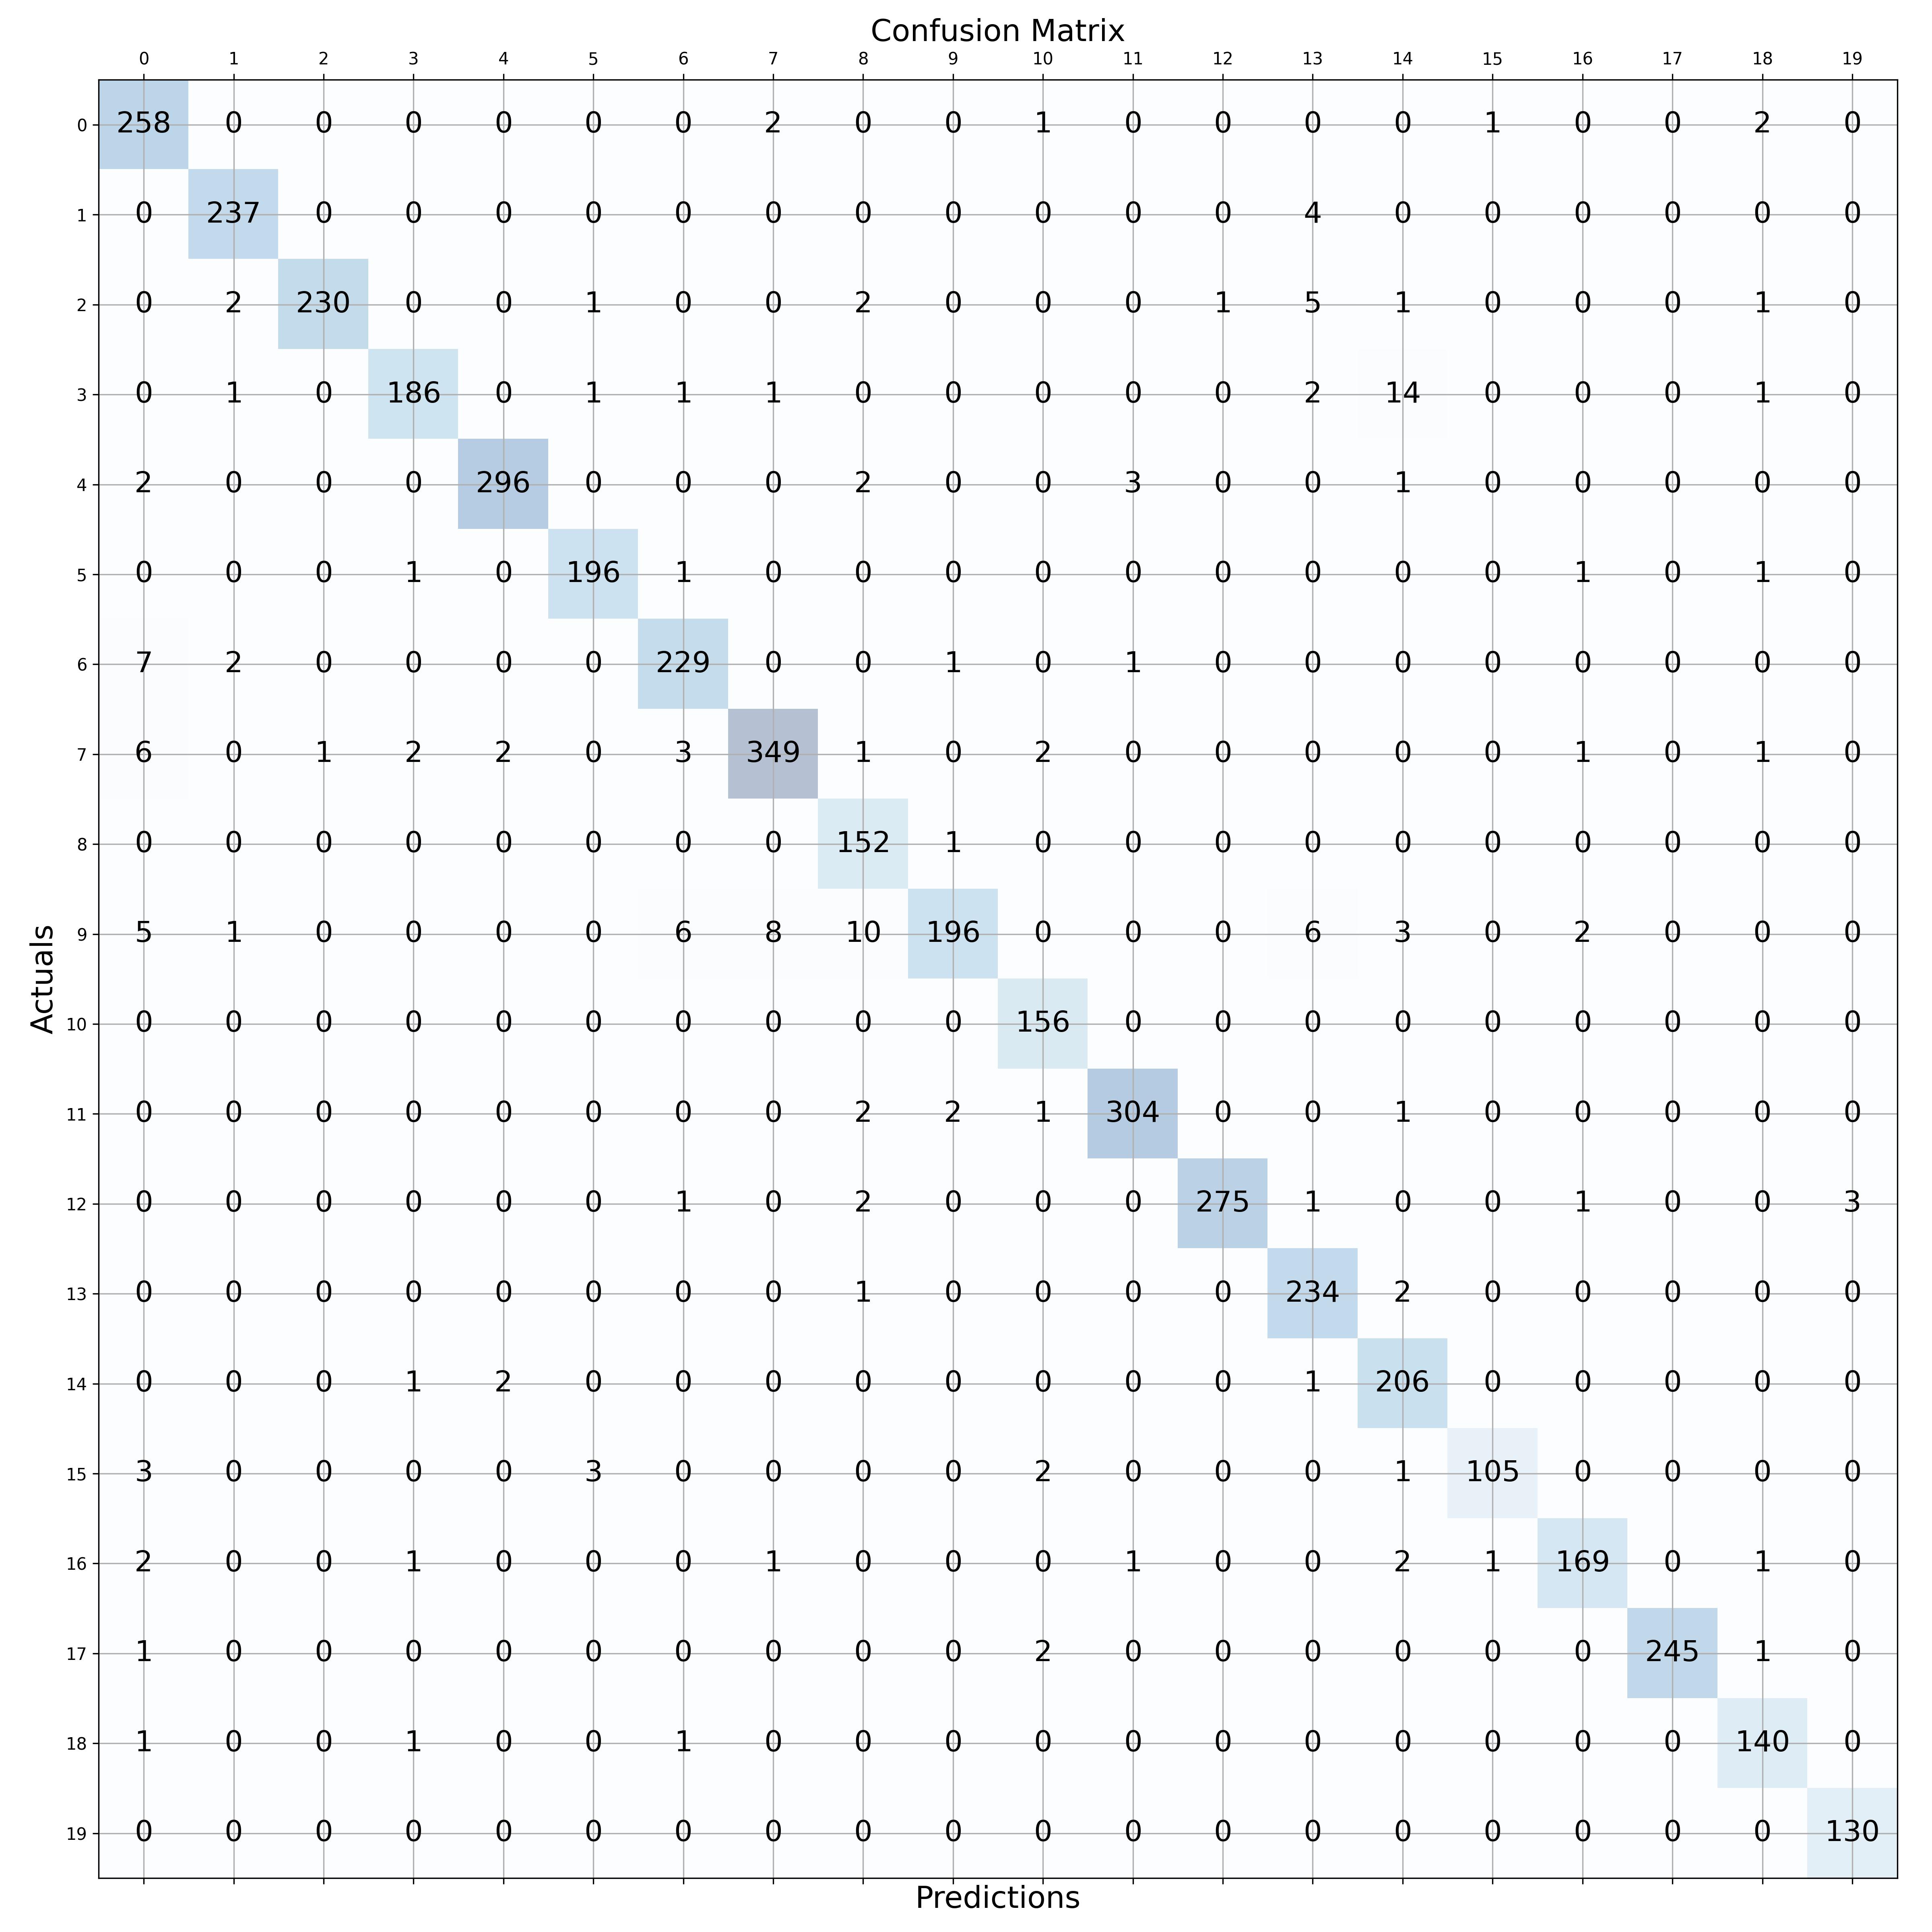 Confusion Matrix
0 1 2 3 4 5 6 7 8 9 10 11 12 13 14 15 16 17 18 19
0 258 0 0 0 0 0 0 2 0 0 1 0 0 0 0 1 0 0 2 0
1 0 237 0 0 0 0 0 0 0 0 0 0 0 4 0 0 0 0 0 0
2 0 2 230 0 0 1 0 0 2 0 0 0 1 5 1 0 0 0 1 0
3 0 1 0 186 0 1 1 1 0 0 0 0 0 2 14 0 0 0 1 0
4 2 0 0 0 296 0 0 0 2 0 0 3 0 0 1 0 0 0 0 0
5 0 0 0 1 0 196 1 0 0 0 0 0 0 0 0 0 1 0 1 0
6 7 2 0 0 0 0 229 0 0 1 0 1 0 0 0 0 0 0 0 0
7 6 0 1 2 2 0 3 349 1 0 2 0 0 0 0 0 1 0 1 0
8 0 0 0 0 0 0 0 0 152 1 0 0 0 0 0 0 0 0 0 0
9 5 1 0 0 0 0 6 8 10 196 0 0 0 6 3 0 2 0 0 0
10 0 0 0 0 0 0 0 0 0 0 156 0 0 0 0 0 0 0 0 0
11 0 0 0 0 0 0 0 0 2 2 1 304 0 0 1 0 0 0 0 0
12 0 0 0 0 0 0 1 0 2 0 0 0 275 1 0 0 1 0 0 3
13 0 0 0 0 0 0 0 0 1 0 0 0 0 234 2 0 0 0 0 0
14 0 0 0 1 2 0 0 0 0 0 0 0 0 1 206 0 0 0 0 0
15 3 0 0 0 0 3 0 0 0 0 2 0 0 0 1 105 0 0 0 0
16 2 0 0 1 0 0 0 1 0 0 0 1 0 0 2 1 169 0 1 0
17 1 0 0 0 0 0 0 0 0 0 2 0 0 0 0 0 0 245 1 0
18 1 0 0 1 0 0 1 0 0 0 0 0 0 0 0 0 0 0 140 0
19 0 0 0 0 0 0 0 0 0 0 0 0 0 0 0 0 0 0 0 130
Actuals
Predictions